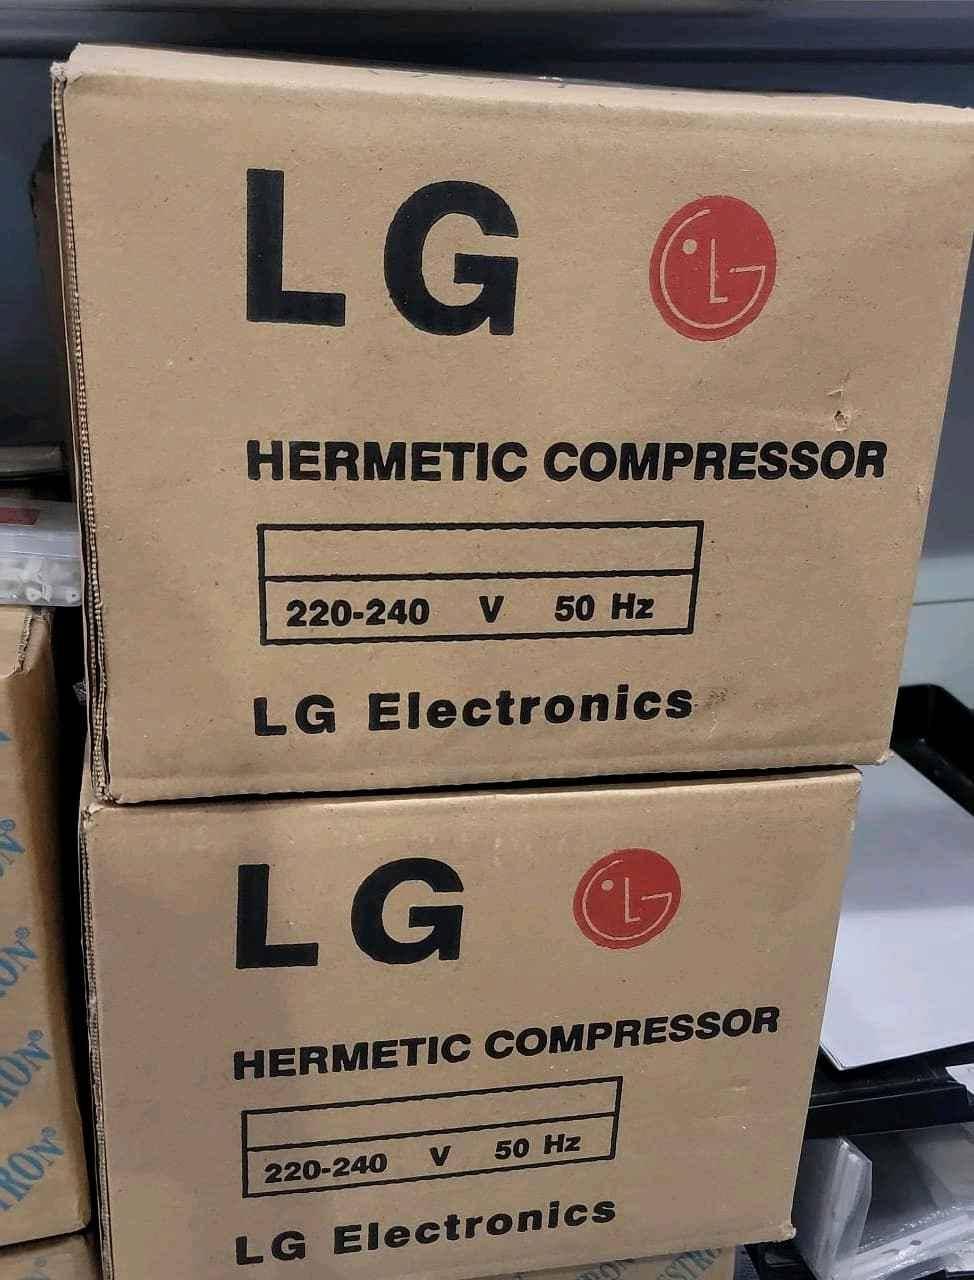 LG
HERMETIC COMPRESSOR
220-240 V 50 Hz
LG Electronics
LG
HERMETIC COMPRESSOR
220-240 V 50 Hz
LG Electronics